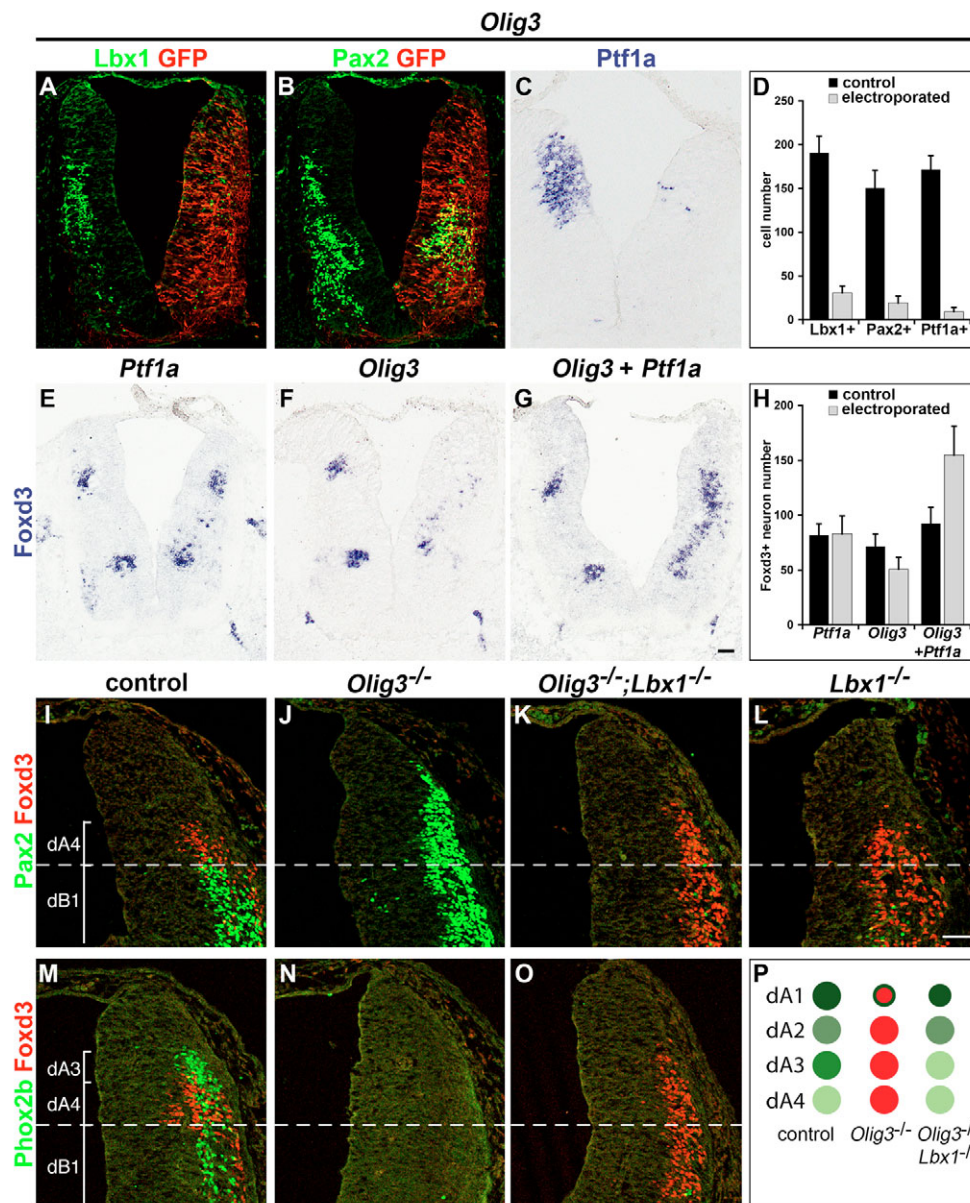 Olig3
Lbx1 GFP
Pax2 GFP
Ptf1a
A
B
C
D
control
electroporated
cell number
250
200
150
100
50
0
Lbx1+ Pax2+ Ptf1a+
Ptf1a
Olig3
Olig3 + Ptf1a
Foxd3
E
F
G
H
control
electroporated
Foxd3+ neuron number
200
150
100
50
0
Ptf1a
Olig3
Olig3
+Ptf1a
control
Olig3-/-
Olig3-/-;Lbx1-/-
Lbx1-/-
Pax2 Foxd3
I
J
K
L
dA4
dB1
Phox2b Foxd3
M
N
O
P
dA3
dA4
dB1
dA1
dA2
dA3
dA4
control
Olig3-/-
Olig3-/
Lbx1-/